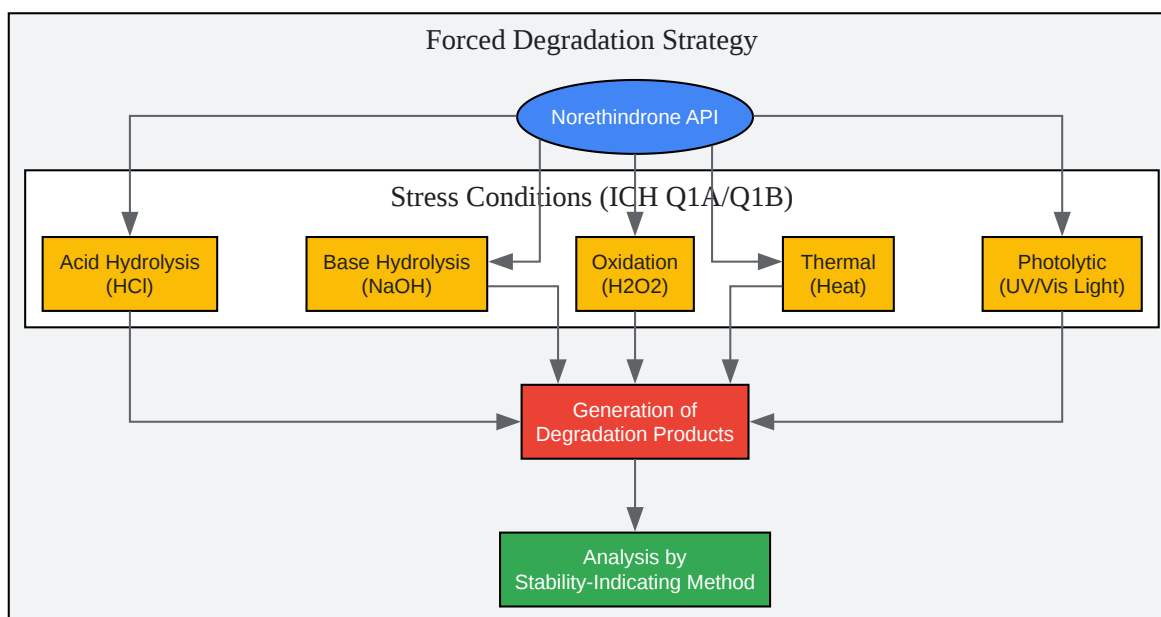 Forced Degradation Strategy
Norethindrone API
Stress Conditions (ICH Q1A/Q1B)
Acid Hydrolysis
(HCl)
Base Hydrolysis
(NaOH)
Oxidation
(H2O2)
Thermal
(Heat)
Photolytic
(UV/Vis Light)
Generation of
Degradation Products
Analysis by
Stability-Indicating Method